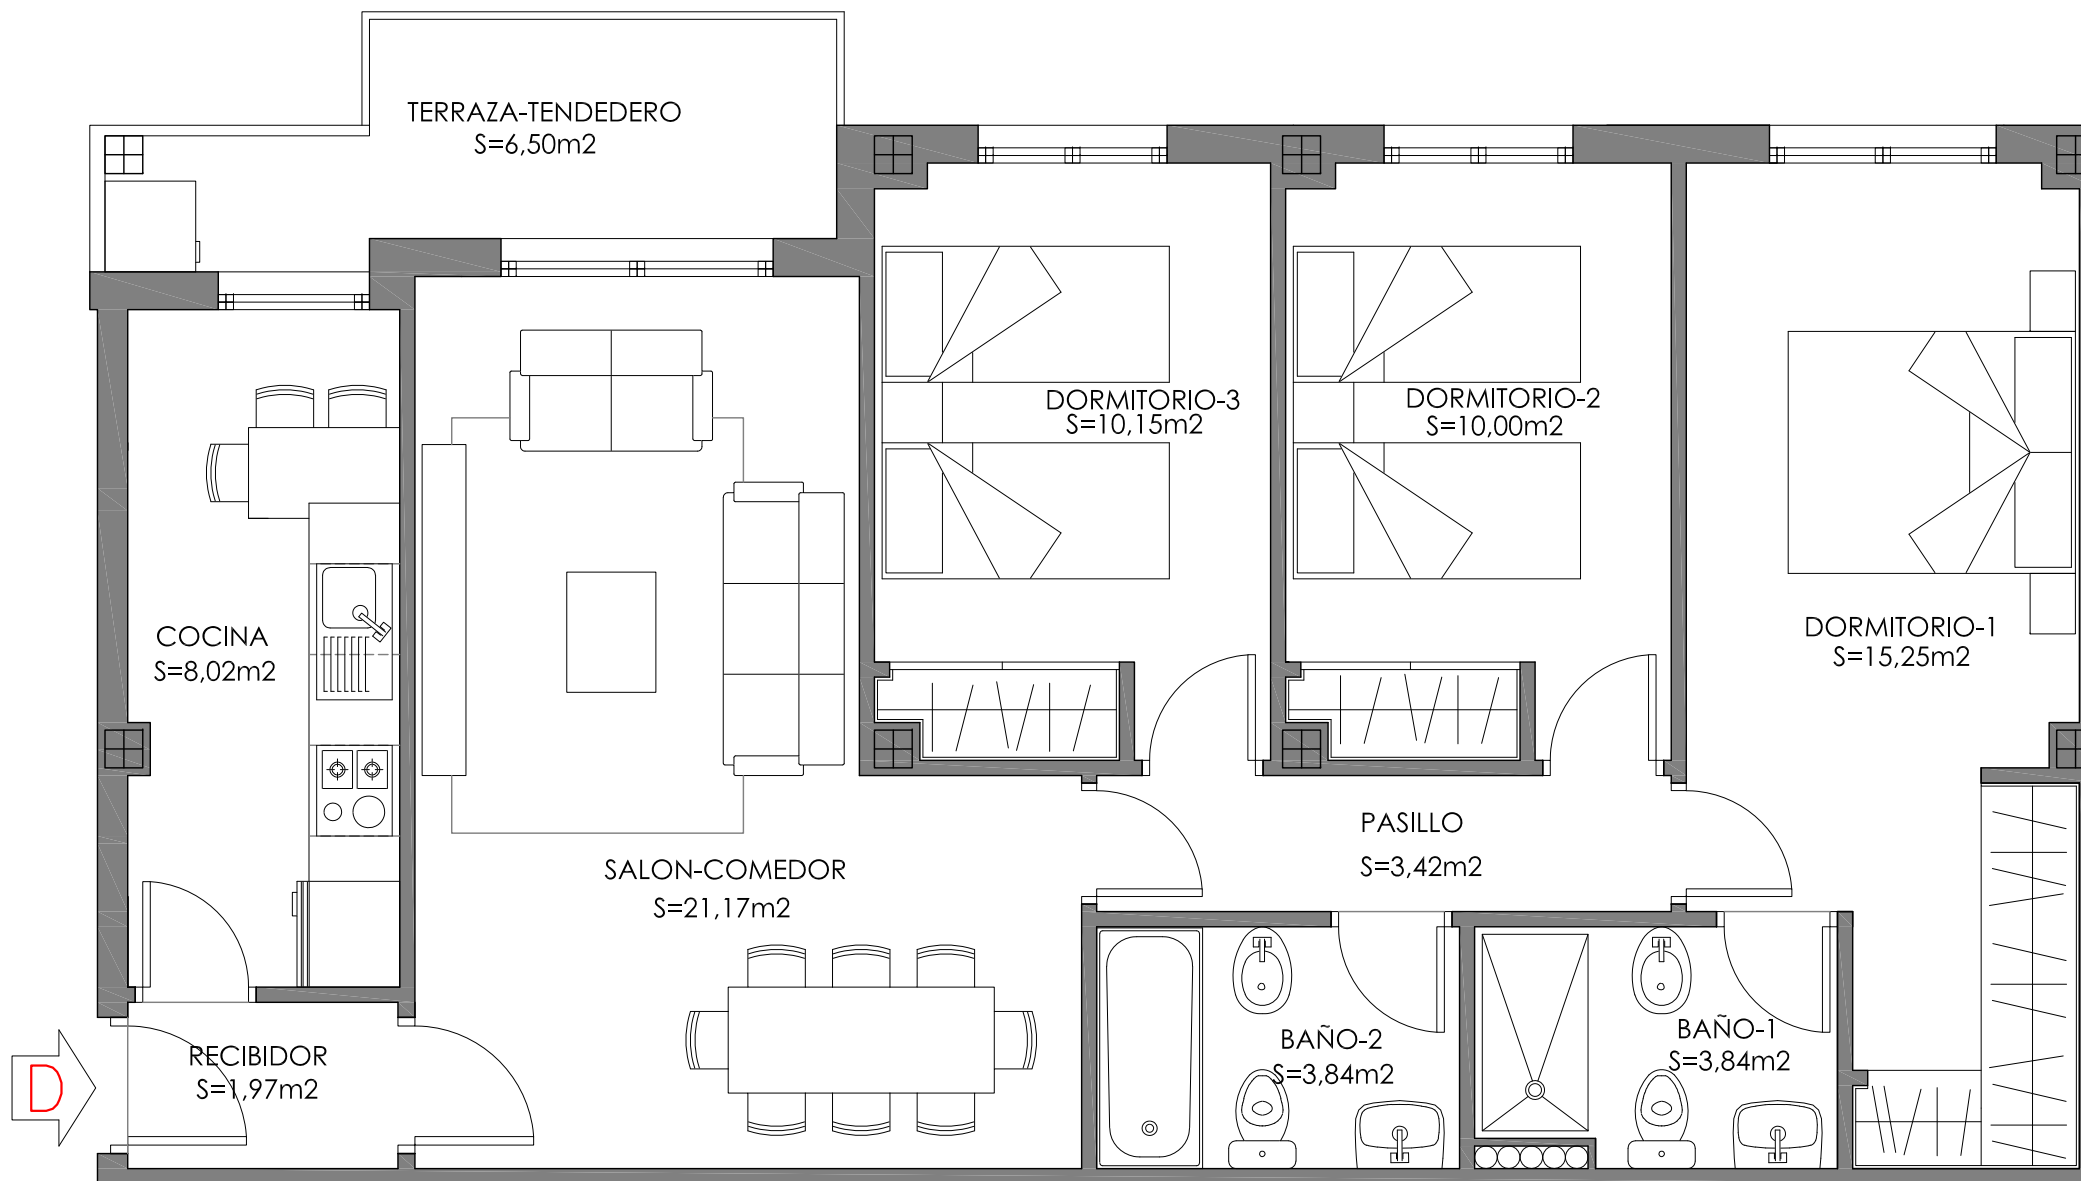 TERRAZA-TENDEDERO
S=6,50m2
DORMITORIO-3
S=10,15m2
DORMITORIO-2
S=10,00m2
DORMITORIO-1
S=15,25m2
COCINA
S=8,02m2
PASILLO
S=3,42m2
SALON-COMEDOR
S=21,17m2
RECIBIDOR
S=1,97m2
BAÑO-2
S=3,84m2
BAÑO-1
S=3,84m2
D